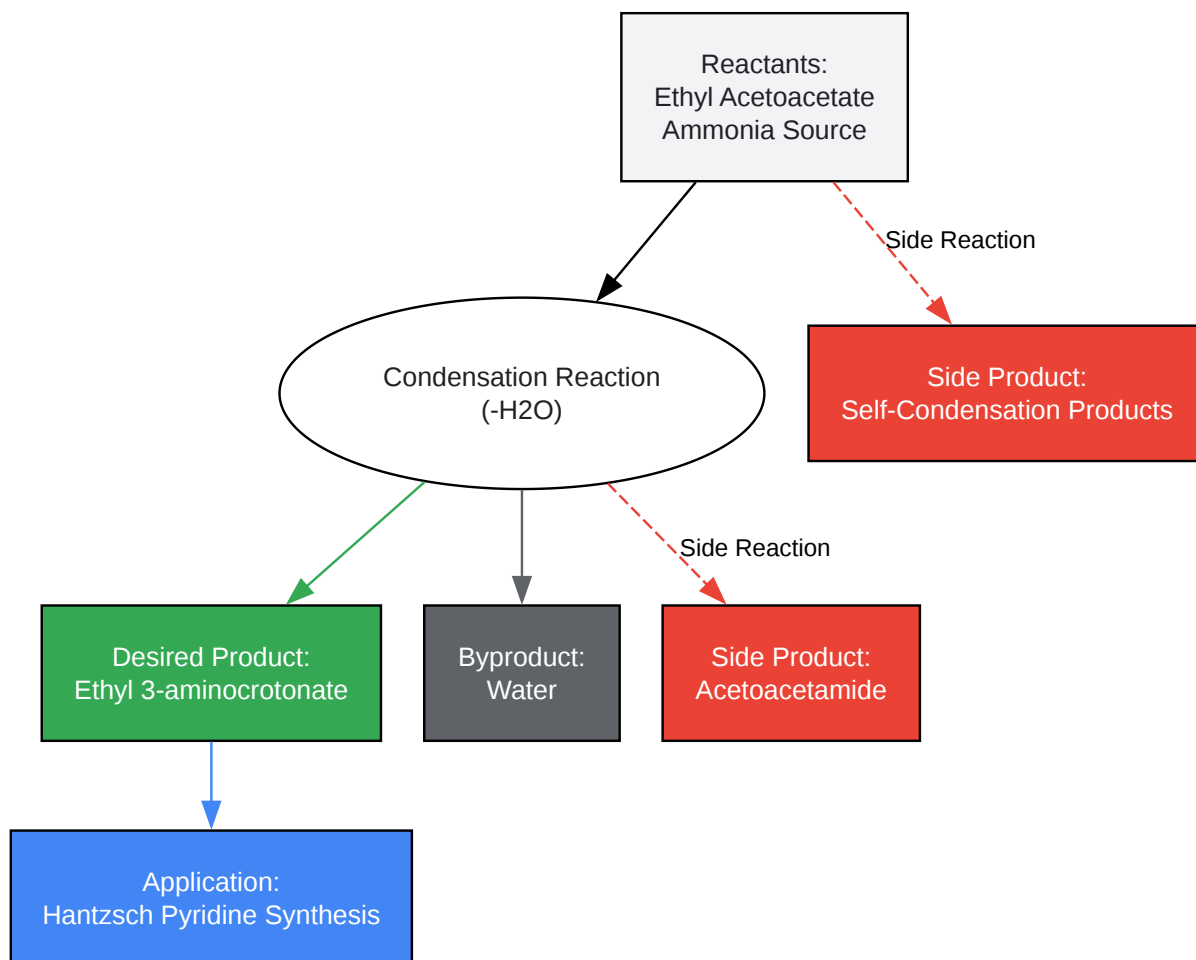 Reactants:
Ethyl Acetoacetate
Ammonia Source
Side Reaction
Condensation Reaction
(-H2O)
Side Product:
Self-Condensation Products
Side Reaction
Desired Product:
Ethyl 3-aminocrotonate
Byproduct:
Water
Side Product:
Acetoacetamide
Application:
Hantzsch Pyridine Synthesis